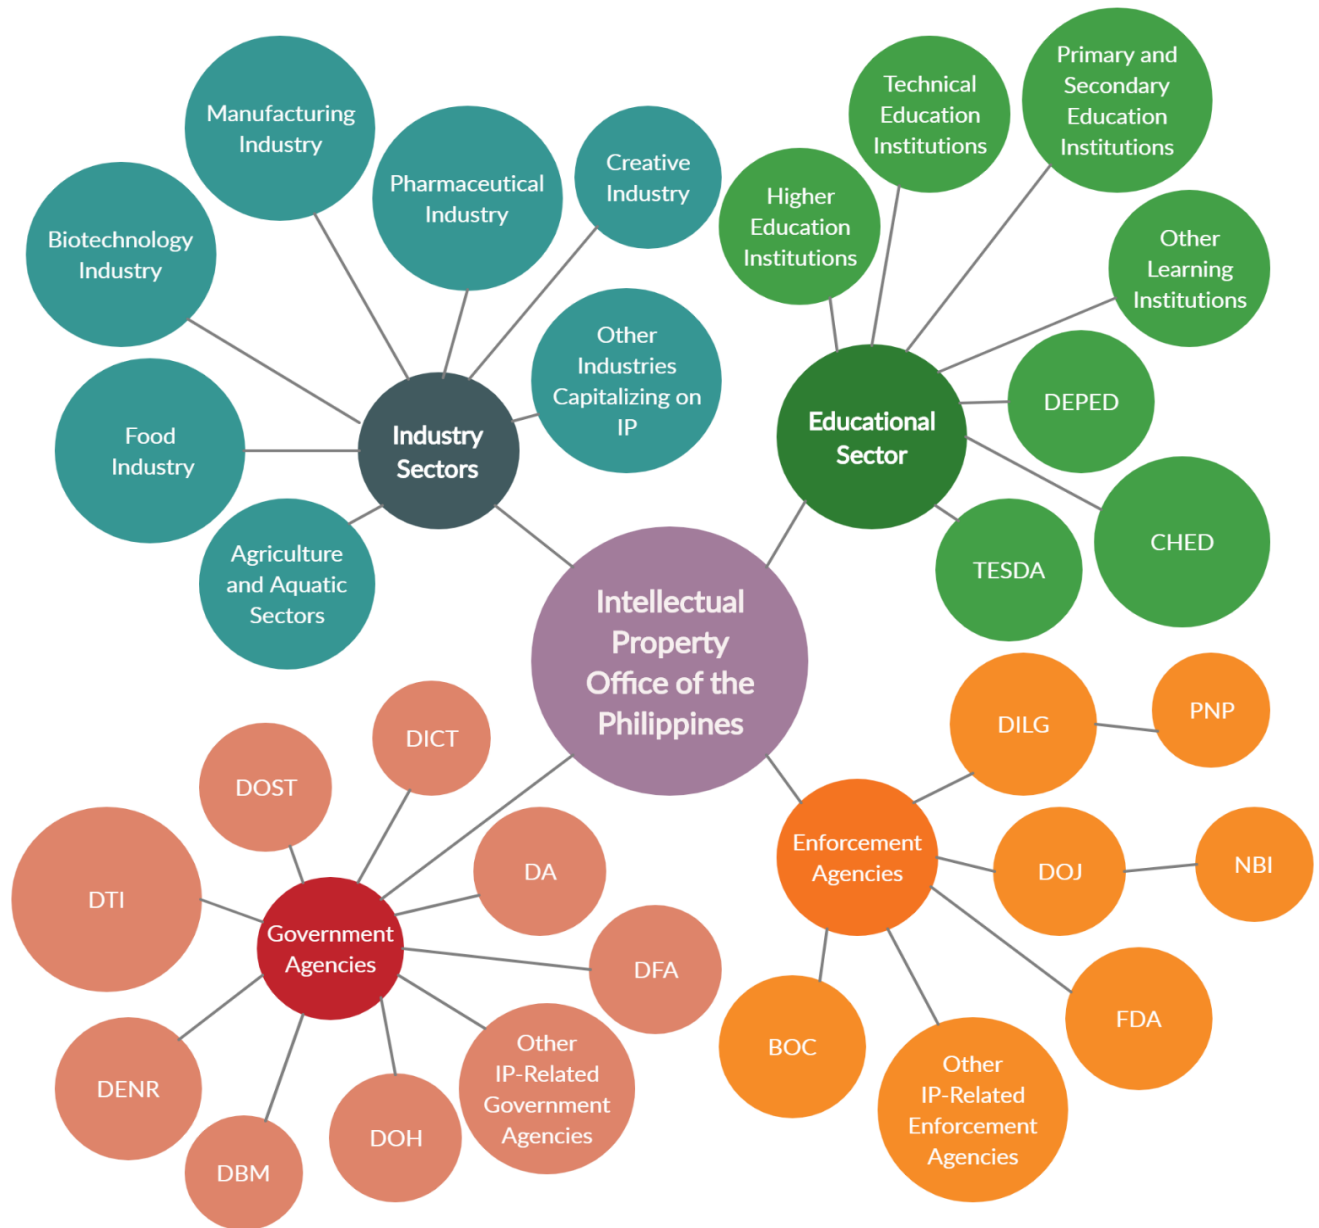 Manufacturing
Industry
Pharmaceutical
Industry
Creative
Industry
Biotechnology
Industry
Other
Industries
Capitalizing on
IP
Food
Industry
Industry
Sectors
Agriculture
and Aquatic
Sectors
Technical
Education
Institutions
Primary and
Secondary
Education
Institutions
Higher
Education
Institutions
Other
Learning
Institutions
Educational
Sector
DEPED
CHED
TESDA
Intellectual
Property
Office of the
Philippines
DICT
DOST
DA
DTI
Government
Agencies
DFA
DENR
Other
IP-Related
Government
Agencies
DOH
DBM
DILG
PNP
Enforcement
Agencies
DOJ
NBI
FDA
BOC
Other
IP-Related
Enforcement
Agencies